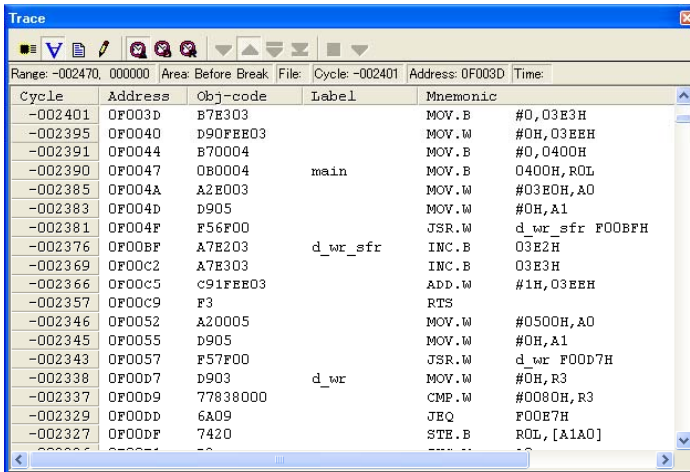 Trace
Range: -002470, 000000 Area: Before Break File: Cycle: -002401 Address: 0F003D Time:
Cycle Address Obj-code Label Mnemonic
-002401 0F003D B7E303 MOV.B #0,03E3H
-002395 0F0040 D90FEE03 MOV.W #0H,03EEH
-002391 0F0044 B70004 MOV.B #0,0400H
-002390 0F0047 0B0004 main MOV.B 0400H,R0L
-002385 0F004A A2E003 MOV.W #03E0H,A0
-002383 0F004D D905 MOV.W #0H,A1
-002381 0F004F F56F00 JSR.W d_wr_sfr F00BFH
-002376 0F00BF A7E203 d_wr_sfr INC.B 03E2H
-002369 0F00C2 A7E303 INC.B 03E3H
-002366 0F00C5 C91FEE03 ADD.W #1H,03EEH
-002357 0F00C9 F3 RTS
-002346 0F0052 A20005 MOV.W #0500H,A0
-002345 0F0055 D905 MOV.W #0H,A1
-002343 0F0057 F57F00 JSR.W d_wr F00D7H
-002338 0F00D7 D903 d_wr MOV.W #0H,R3
-002337 0F00D9 77838000 CMP.W #0080H,R3
-002329 0F00DD 6A09 JEQ F00E7H
-002327 0F00DF 7420 STE.B R0L,[A1A0]